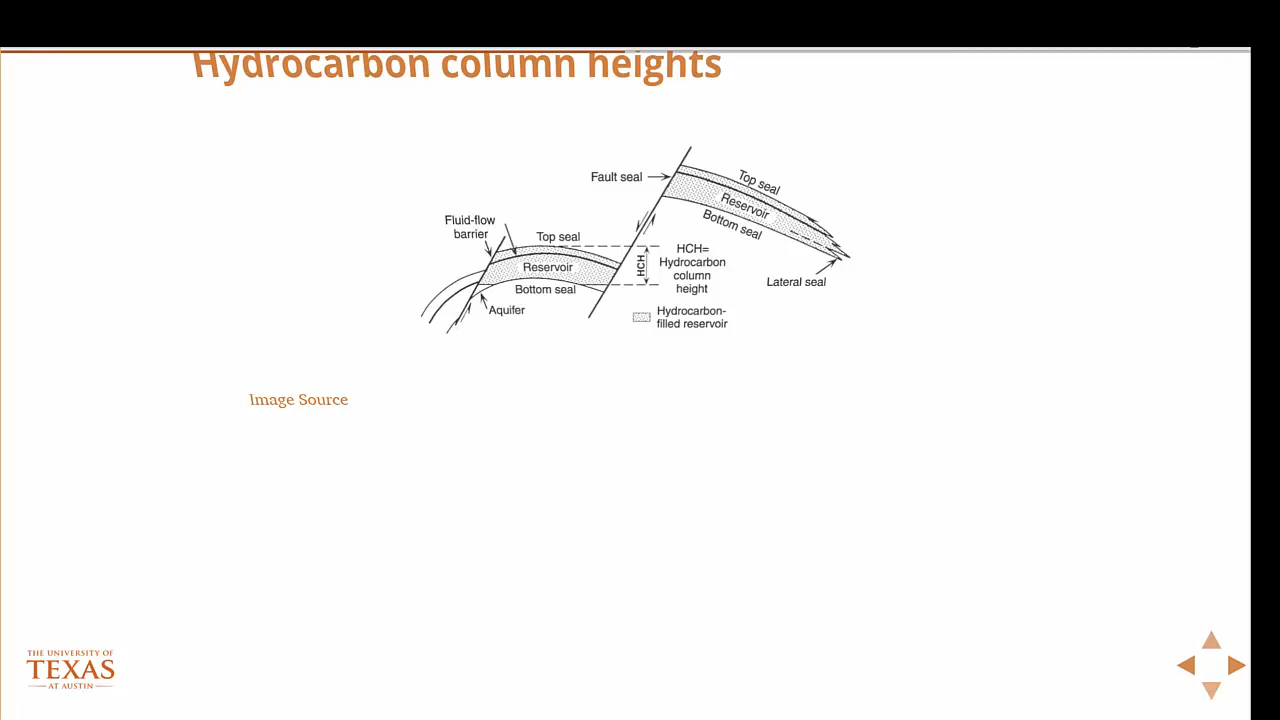 Hydrocarbon column heights
Fault seal
Top seal
Reservoir
Bottom seal
Lateral seal
Fluid-flow
barrier
Top seal
Reservoir
Bottom seal
Aquifer
HCH
HCH=
Hydrocarbon
column
height
Hydrocarbon-
filled reservoir
Image Source
THE UNIVERSITY OF
TEXAS
AT AUSTIN